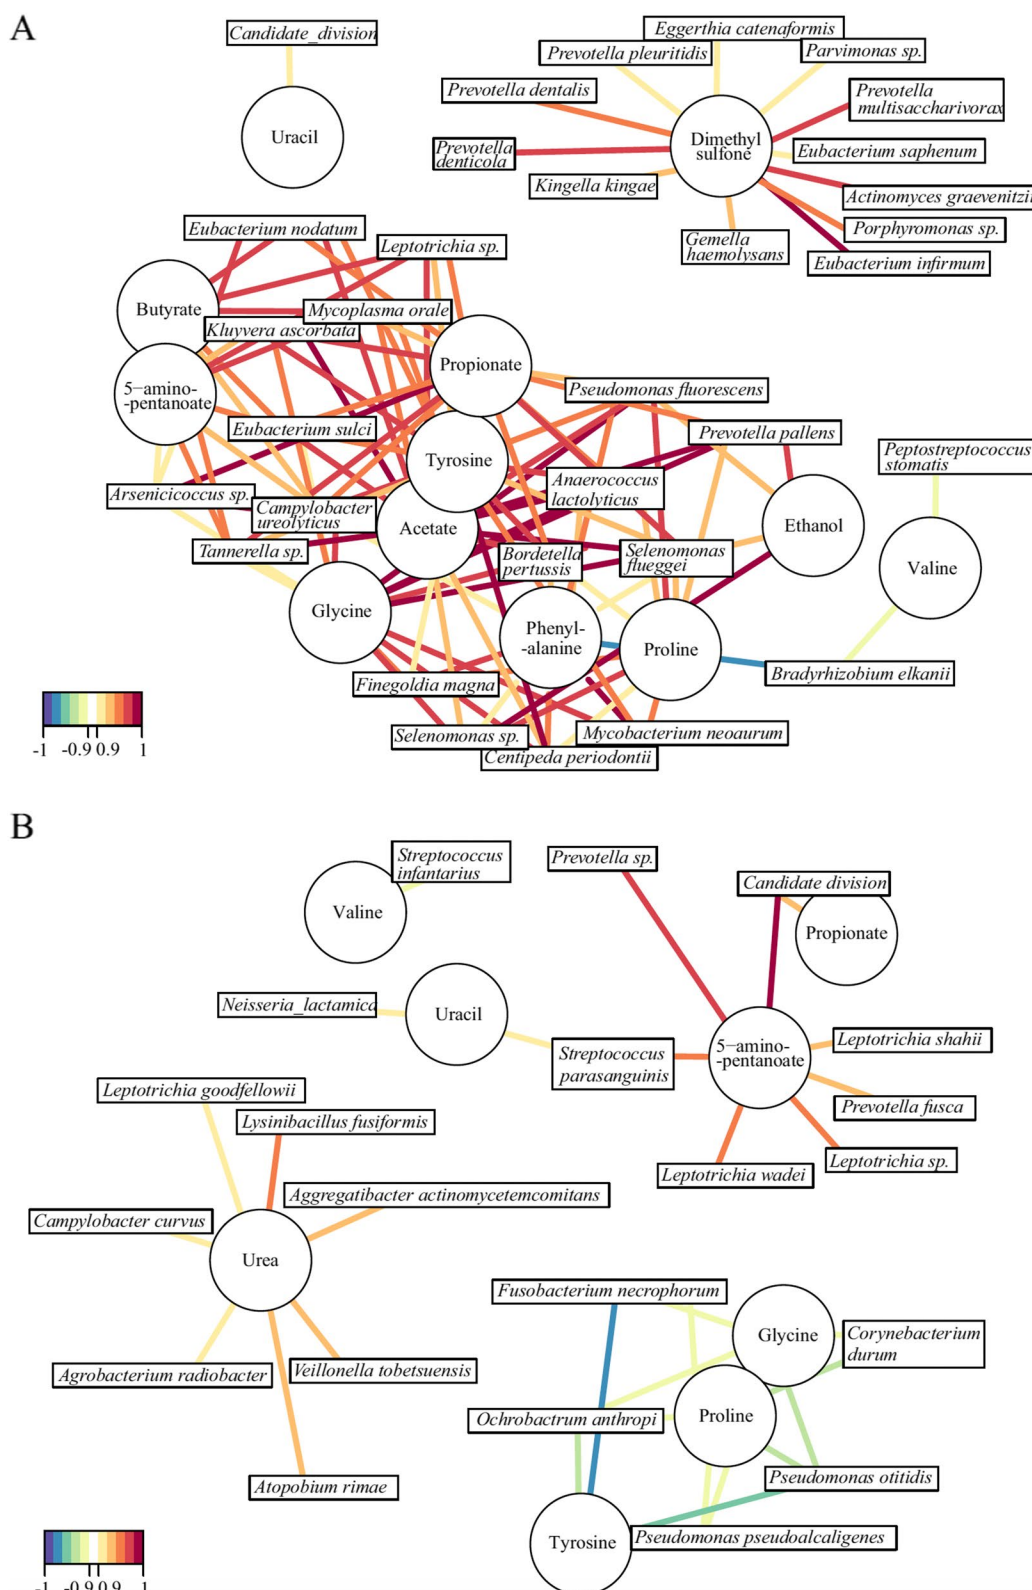 A
Candidate_division
Uracil
Eggerthia catenaformis
Prevotella pleuritidis
Parvimonas sp.
Prevotella dentalis
Prevotella
multisaccharivorax
Dimethyl
sulfone
Prevotella
denticola
Eubacterium saphenum
Kingella kingae
Actinomyces graevenitzii
Porphyromonas sp.
Gemella
haemolysans
Eubacterium infirmum
Eubacterium nodatum
Leptotrichia sp.
Butyrate
Mycoplasma orale
Kluyvera ascorbata
Propionate
5-amino-
-pentanoate
Pseudomonas fluorescens
Eubacterium sulci
Prevotella pallens
Tyrosine
Peptostreptococcus
stomatis
Anaerococcus
lactolyticus
Arsenicicoccus sp.
Campylobacter
ureolyticus
Acetate
Ethanol
Tannerella sp.
Bordetella
pertussis
Selenomonas
flueggei
Valine
Glycine
Phenyl-
-alanine
Proline
Bradyrhizobium elkanii
Finegoldia magna
Selenomonas sp.
Mycobacterium neoaurum
Centipeda periodontii
-1 -0.9 0.9 1
B
Streptococcus
infantarius
Prevotella sp.
Candidate division
Valine
Propionate
Neisseria_lactamica
Uracil
Streptococcus
parasanguinis
5-amino-
-pentanoate
Leptotrichia shahii
Leptotrichia goodfellowii
Prevotella fusca
Lysinibacillus fusiformis
Leptotrichia sp.
Leptotrichia wadei
Aggregatibacter actinomycetemcomitans
Campylobacter curvus
Urea
Fusobacterium necrophorum
Glycine
Corynebacterium
durum
Agrobacterium radiobacter
Veillonella tobetsuensis
Ochrobactrum anthropi
Proline
Atopobium rimae
Pseudomonas otitidis
Tyrosine
Pseudomonas pseudoalcaligenes
-1 -0.9 0.9 1